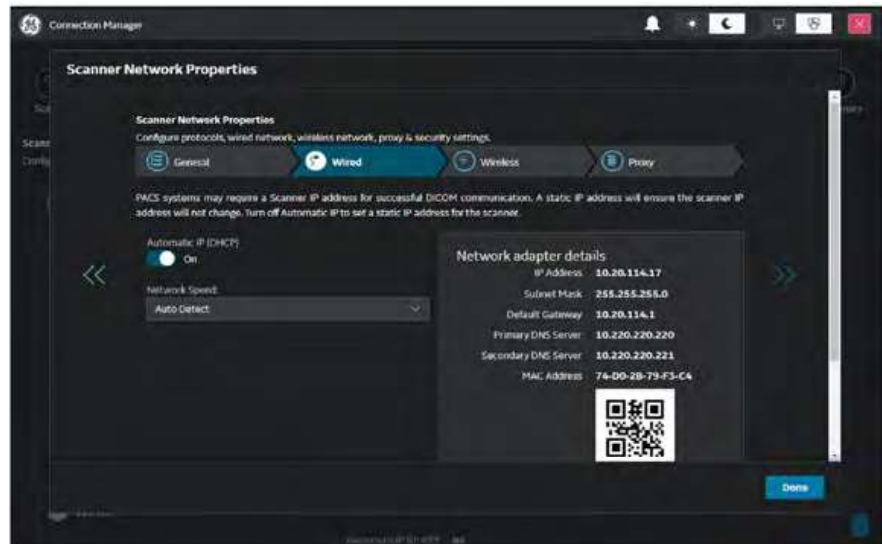 Connection Manager
Scanner Network Properties
Scanner Network Properties
Configure protocols, wired network, wireless network, proxy & security settings.
General
Wired
Wireless
Proxy
PACS systems may require a Scanner IP address for successful DICOM communication. A static IP address will ensure the scanner IP
address will not change. Turn off Automatic IP to set a static IP address for the scanner.
Automatic IP (DHCP)
On
Network Speed:
Auto Detect
Network adapter details
IP Address 10.20.114.17
Subnet Mask 255.255.255.0
Default Gateway 10.20.114.1
Primary DNS Server 10.220.220.220
Secondary DNS Server 10.220.220.221
MAC Address 74-D0-2B-79-F3-C4
Done